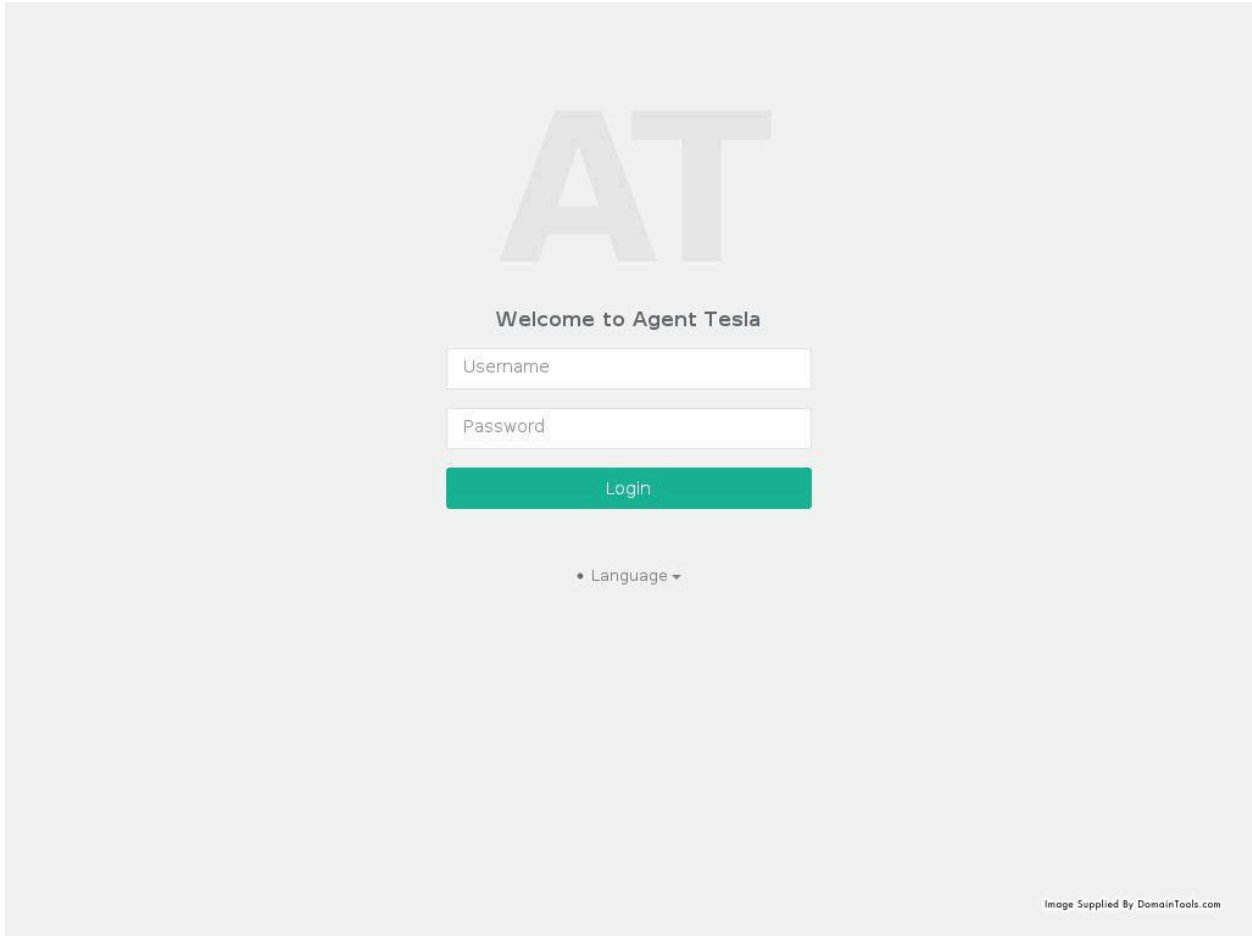 AT
Welcome to Agent Tesla
Username
Password
Login
• Language
Image Supplied By DomainTools.com